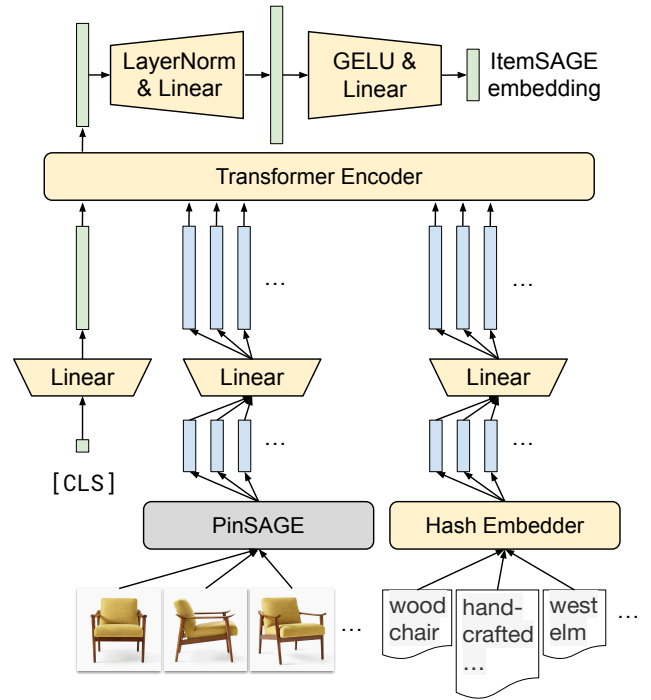 LayerNorm
& Linear
GELU &
Linear
ItemSAGE
embedding
Transformer Encoder
...
...
Linear
Linear
Linear
...
...
[CLS]
PinSAGE
Hash Embedder
...
wood
chair
hand-
crafted
...
west
elm
...